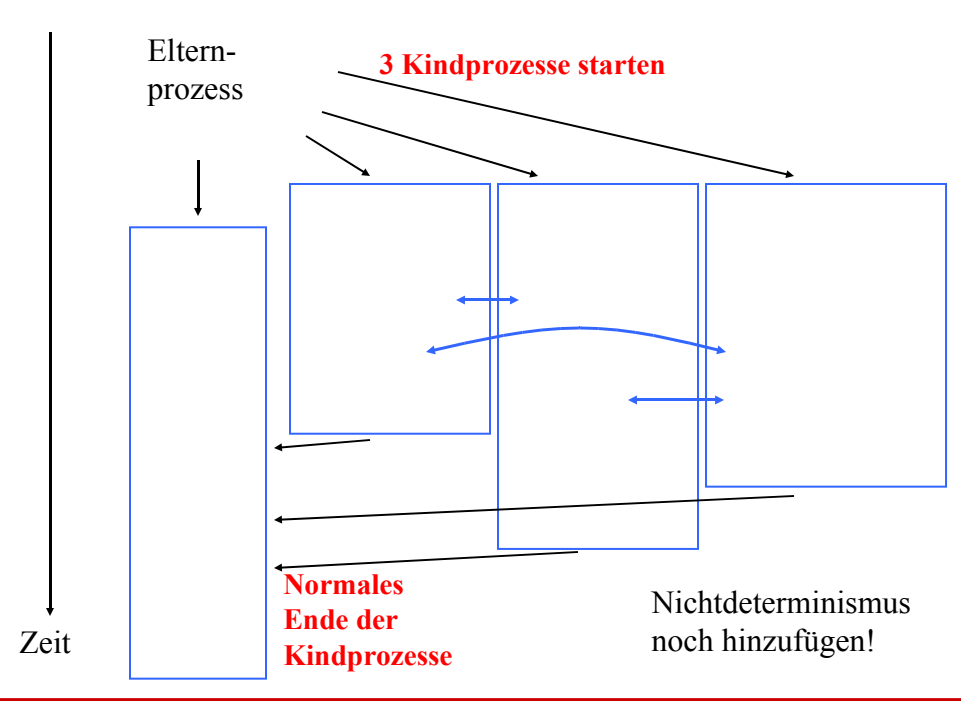 Eltern-
prozess
3 Kindprozesse starten
Normales
Ende der
Kindprozesse
Nichtdeterminismus
noch hinzufügen!
Zeit